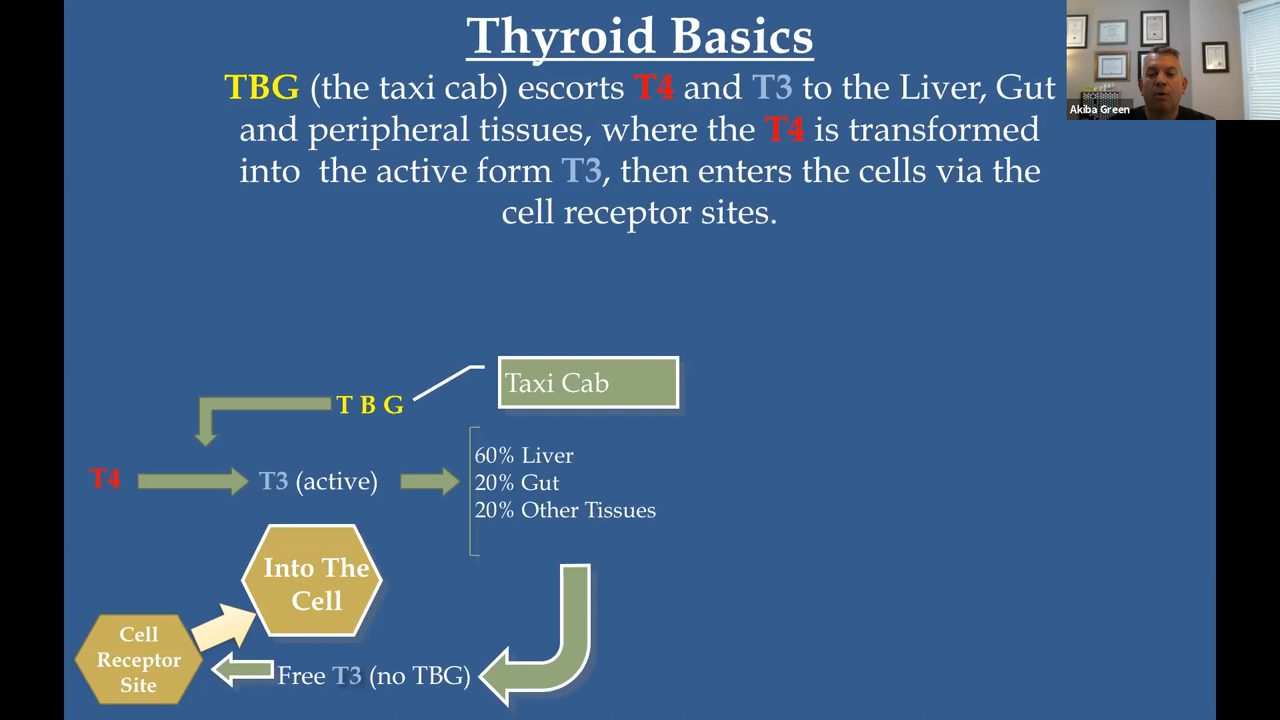 Thyroid Basics
TBG (the taxi cab) escorts T4 and T3 to the Liver, Gut
and peripheral tissues, where the T4 is transformed
into the active form T3, then enters the cells via the
cell receptor sites.
Akiba Green
Taxi Cab
T B G
60% Liver
T4
T3 (active)
20% Gut
20% Other Tissues
Into The
Cell
Cell
Receptor
Site
Free T3 (no TBG)